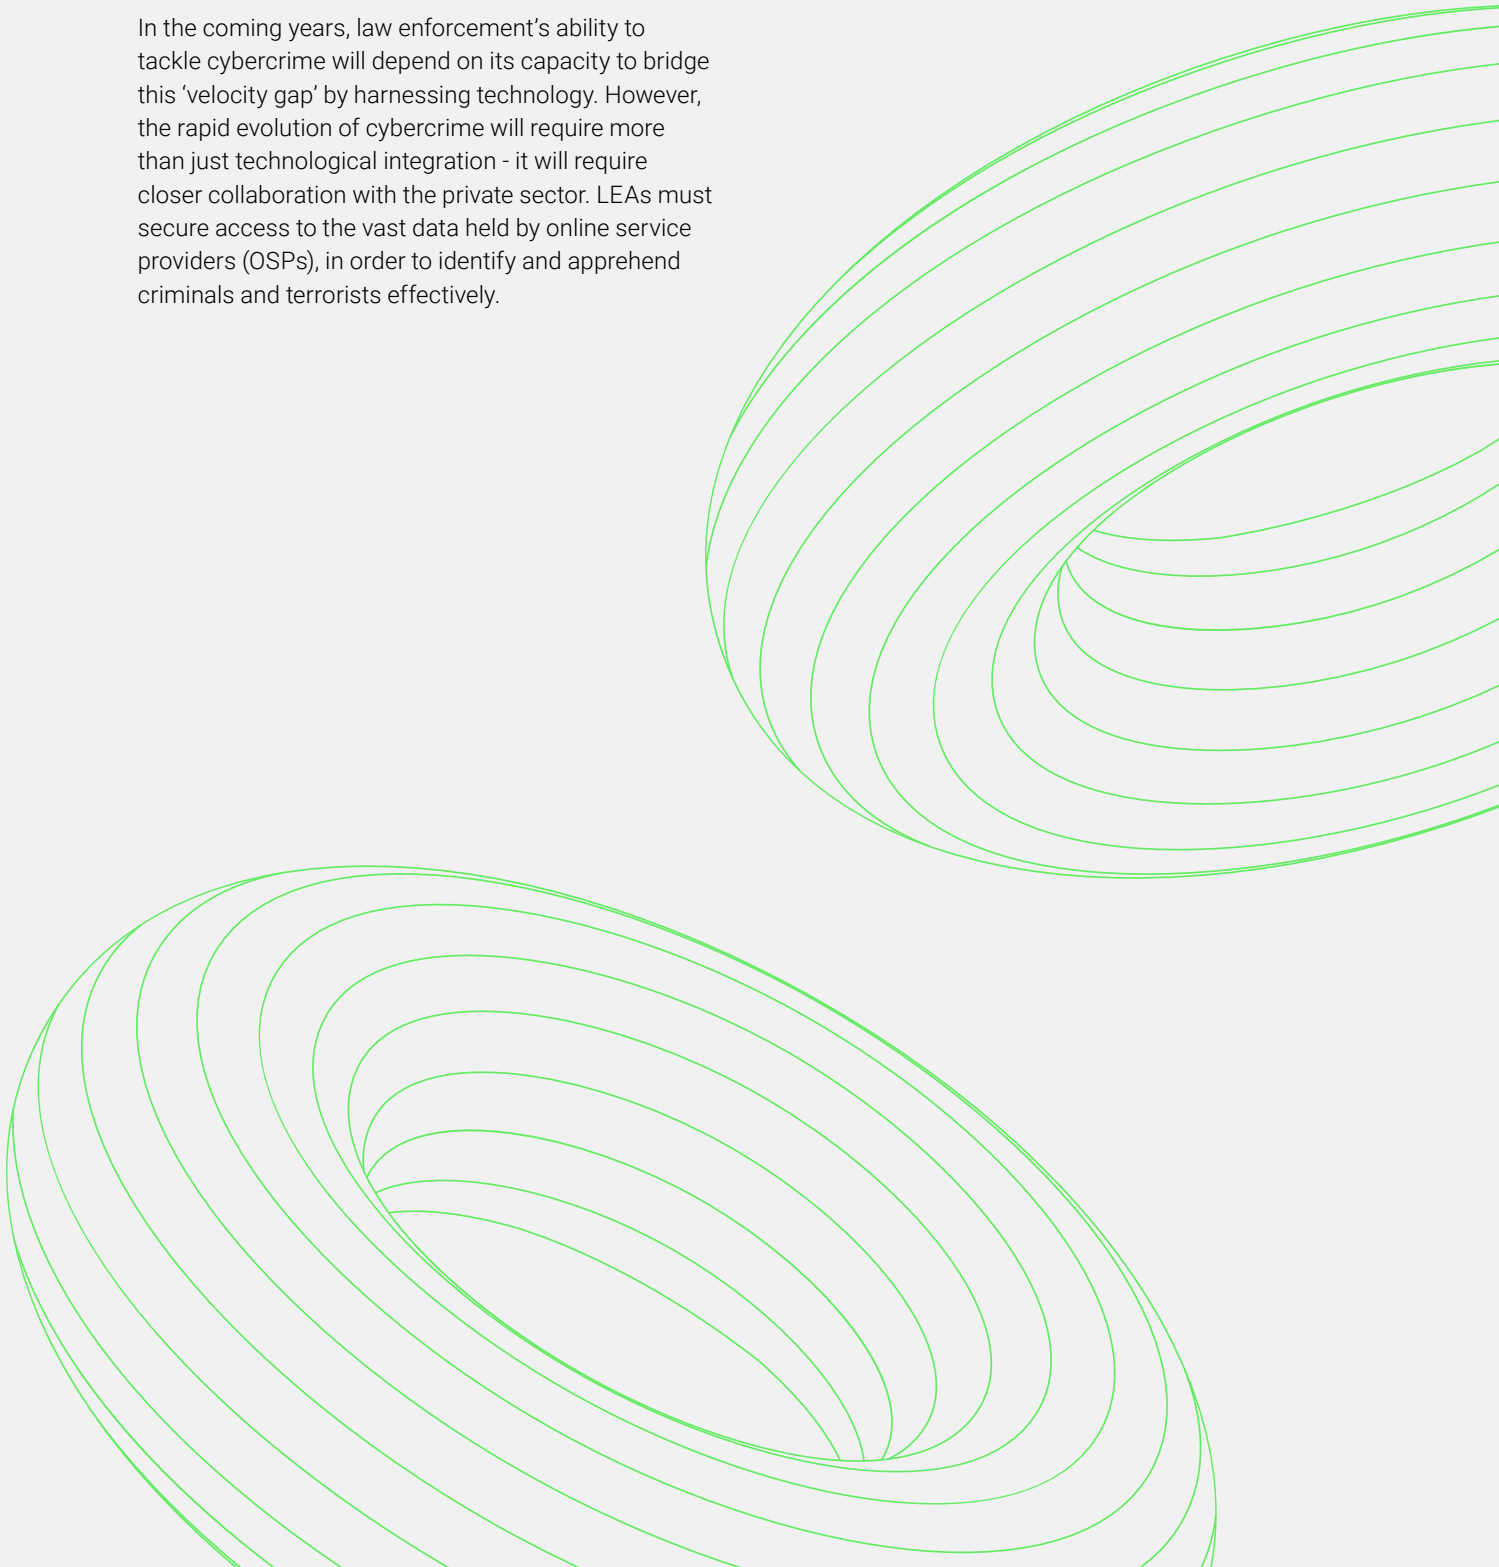 In the coming years, law enforcement’s ability to
tackle cybercrime will depend on its capacity to bridge
this ‘velocity gap’ by harnessing technology. However,
the rapid evolution of cybercrime will require more
than just technological integration - it will require
closer collaboration with the private sector. LEAs must
secure access to the vast data held by online service
providers (OSPs), in order to identify and apprehend
criminals and terrorists effectively.